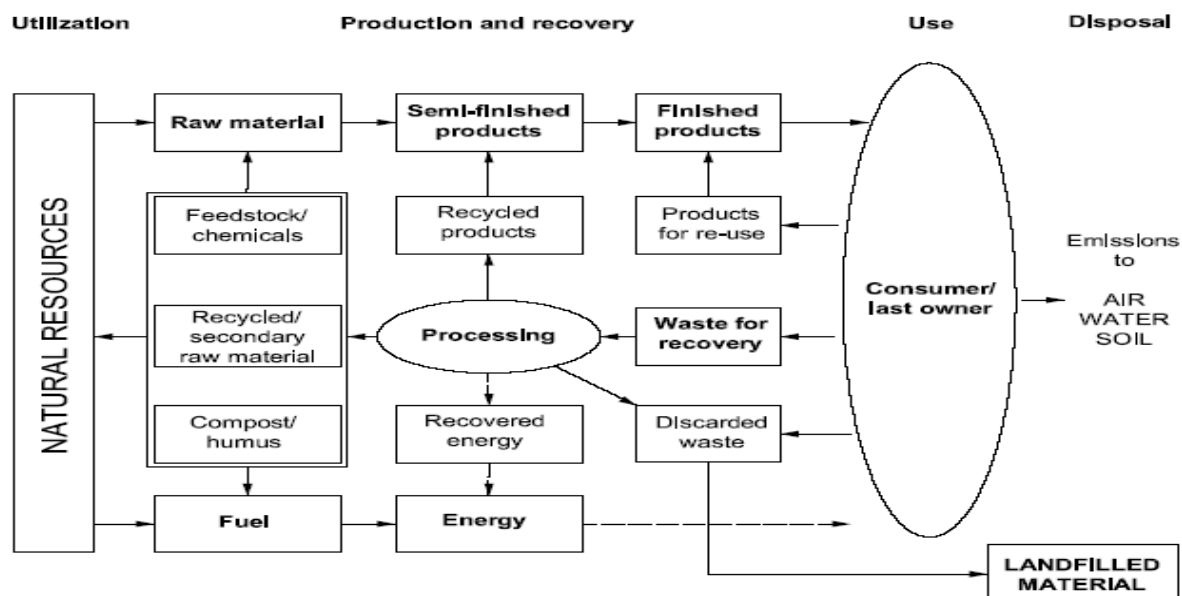 Utilization
Production and recovery
Use
Disposal
NATURAL RESOURCES
Raw material
Semi-finished
products
Finished
products
Feedstock/
chemicals
Recycled
products
Products
for re-use
Emissions
to
AIR
WATER
SOIL
Consumer/
last owner
Recycled/
secondary
raw material
Processing
Waste for
recovery
Compost/
humus
Recovered
energy
Discarded
waste
Fuel
Energy
LANDFILLED
MATERIAL